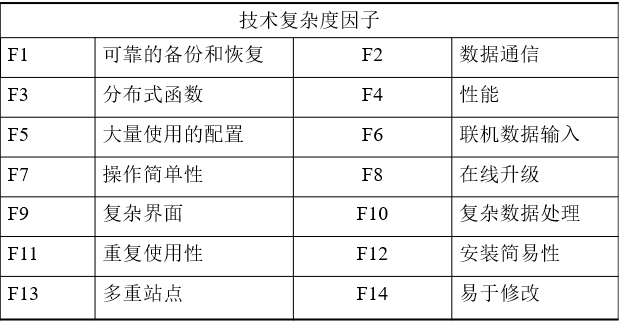 技术复杂度因子
F1 可靠的备份和恢复 F2 数据通信
F3 分布式函数 F4 性能
F5 大量使用的配置 F6 联机数据输入
F7 操作简单性 F8 在线升级
F9 复杂界面 F10 复杂数据处理
F11 重复使用性 F12 安装简易性
F13 多重站点 F14 易于修改